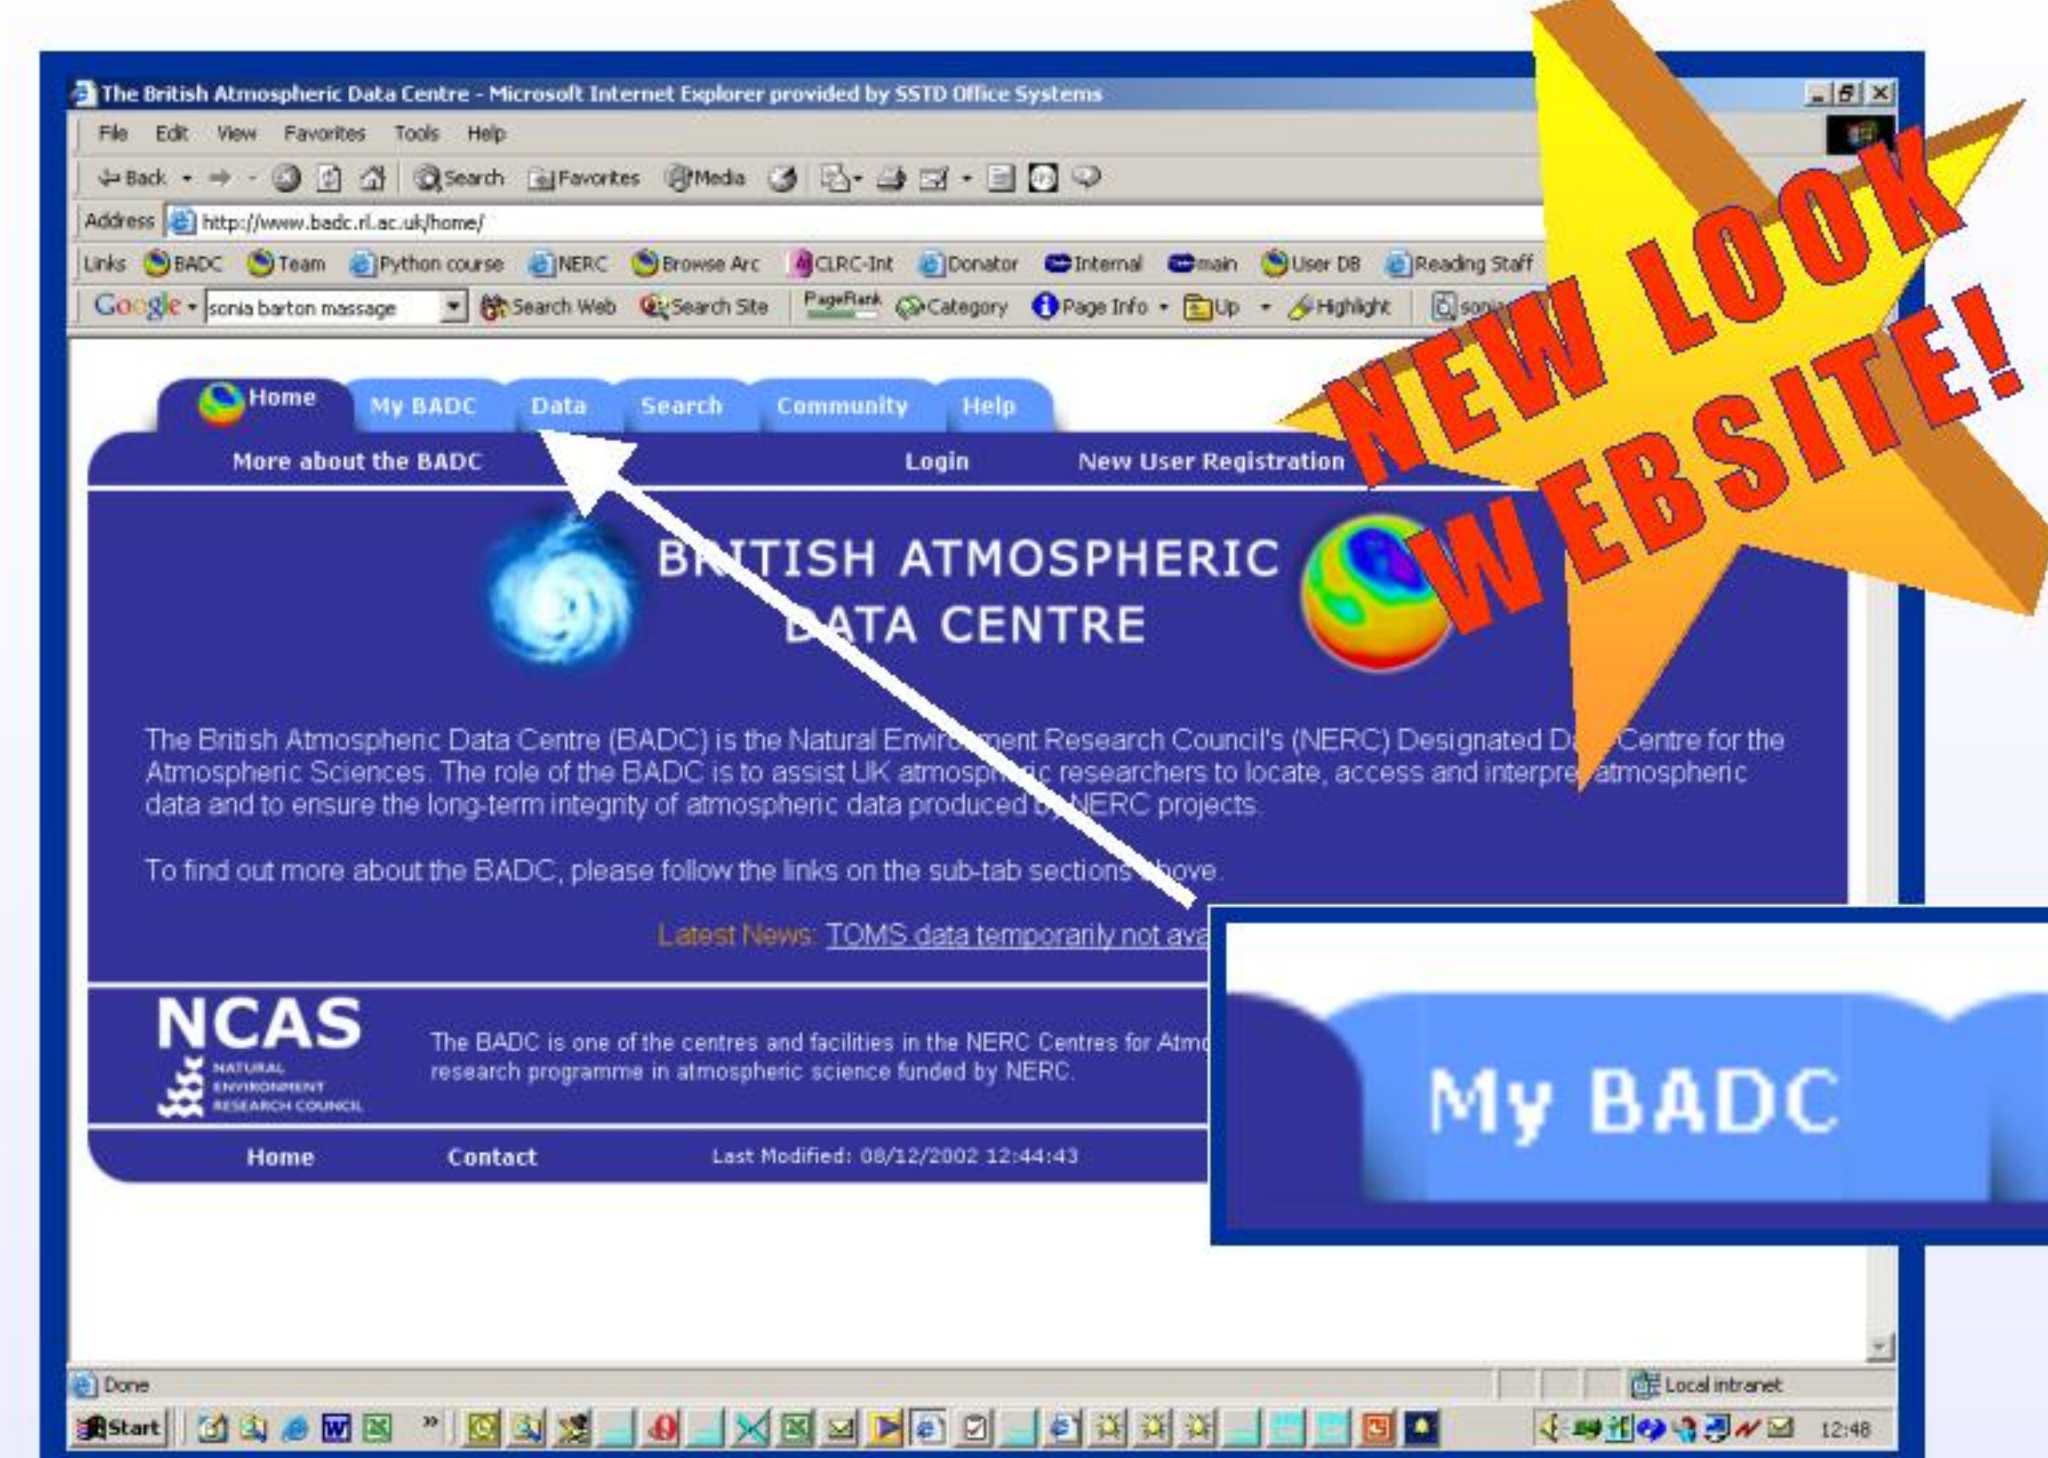 The British Atmospheric Data Centre - Microsoft Internet Explorer provided by SSTD Office Systems
File Edit View Favorites Tools Help
Back Search Favorites Media
Address http://www.badc.rl.ac.uk/home/
Links BADC Team Python course NERC Browse Arc CLRC-Int Donator Internal main User DB Reading Staff
Google sonia barton massage Search Web Search Site PageRank Category Page Info Up Highlight
NEW LOOK
WEBSITE!
Home My BADC Data Search Community Help
More about the BADC Login New User Registration
BRITISH ATMOSPHERIC
DATA CENTRE
The British Atmospheric Data Centre (BADC) is the Natural Environment Research Council's (NERC) Designated Data Centre for the
Atmospheric Sciences. The role of the BADC is to assist UK atmospheric researchers to locate, access and interpret atmospheric
data and to ensure the long-term integrity of atmospheric data produced by NERC projects.
To find out more about the BADC, please follow the links on the sub-tab sections above.
Latest News: TOMS data temporarily not ava
NCAS
NATURAL
ENVIRONMENT
RESEARCH COUNCIL
The BADC is one of the centres and facilities in the NERC Centres for Atmo
research programme in atmospheric science funded by NERC.
My BADC
Home Contact Last Modified: 08/12/2002 12:44:43
Done Local intranet
Start 12:48